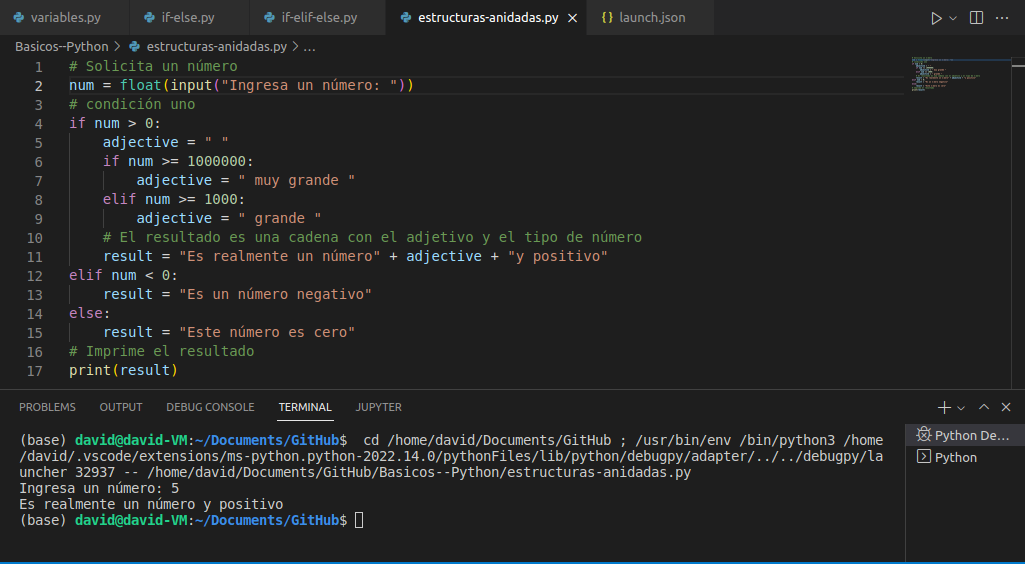 variables.py if-else.py if-elif-else.py estructuras-anidadas.py launch.json
Basicos--Python > estructuras-anidadas.py > ...
1 # Solicita un número
2 num = float(input("Ingresa un número: "))
3 # condición uno
4 if num > 0:
5     adjective = " "
6     if num >= 1000000:
7         adjective = " muy grande "
8     elif num >= 1000:
9         adjective = " grande "
10     # El resultado es una cadena con el adjetivo y el tipo de número
11     result = "Es realmente un número" + adjective + "y positivo"
12 elif num < 0:
13     result = "Es un número negativo"
14 else:
15     result = "Este número es cero"
16 # Imprime el resultado
17 print(result)
PROBLEMS OUTPUT DEBUG CONSOLE TERMINAL JUPYTER
(base) david@david-VM:~/Documents/GitHub$  cd /home/david/Documents/GitHub ; /usr/bin/env /bin/python3 /home
/david/.vscode/extensions/ms-python.python-2022.14.0/pythonFiles/lib/python/debugpy/adapter/../../debugpy/la
uncher 32937 -- /home/david/Documents/GitHub/Basicos--Python/estructuras-anidadas.py
Ingresa un número: 5
Es realmente un número y positivo
(base) david@david-VM:~/Documents/GitHub$
Python De...
Python